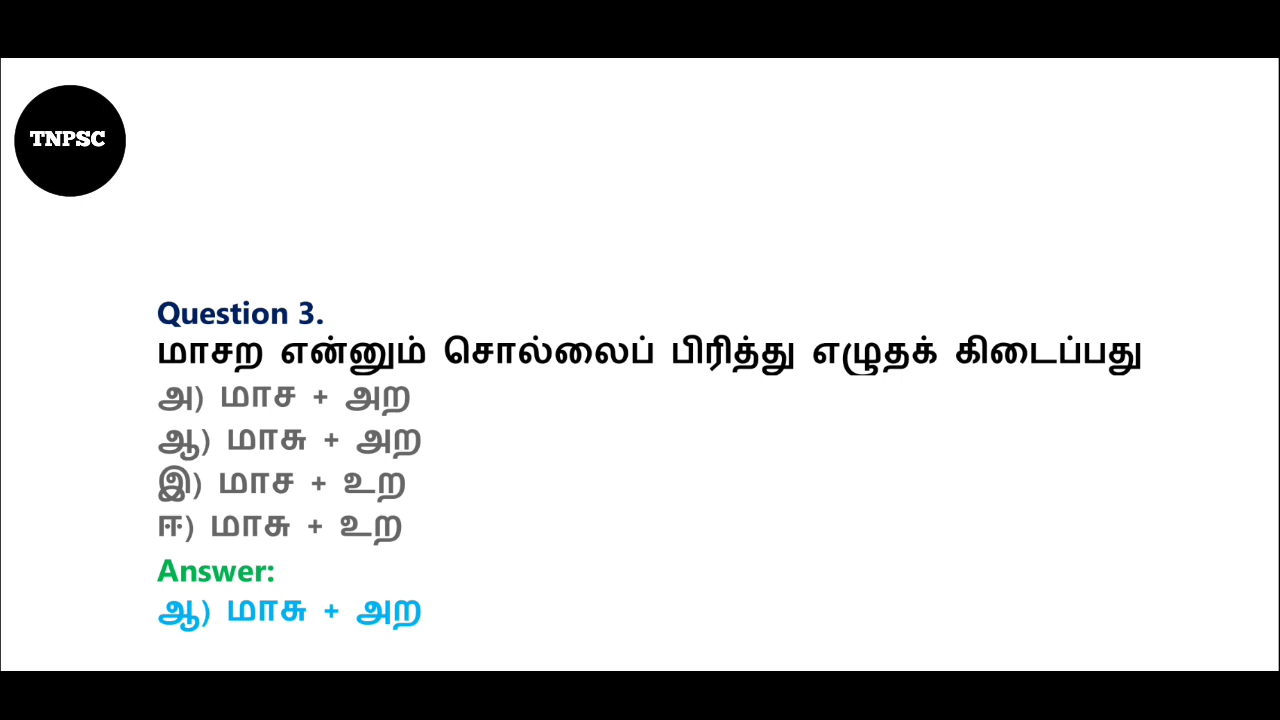 TNPSC
Question 3.
மாசற என்னும் சொல்லைப் பிரித்து எழுதக் கிடைப்பது
அ) மாச + அற
ஆ) மாசு + அற
இ) மாச + உற
ஈ) மாசு + உற
Answer:
ஆ) மாசு + அற